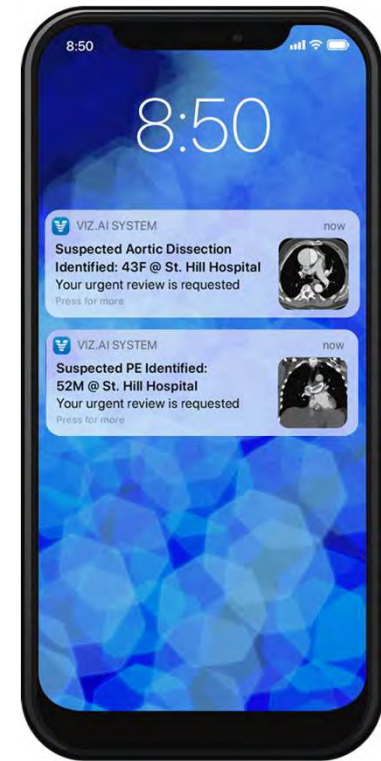 8:50
8:50
VIZ.AI SYSTEM now
Suspected Aortic Dissection
Identified: 43F @ St. Hill Hospital
Your urgent review is requested
Press for more
VIZ.AI SYSTEM now
Suspected PE Identified:
52M @ St. Hill Hospital
Your urgent review is requested
Press for more